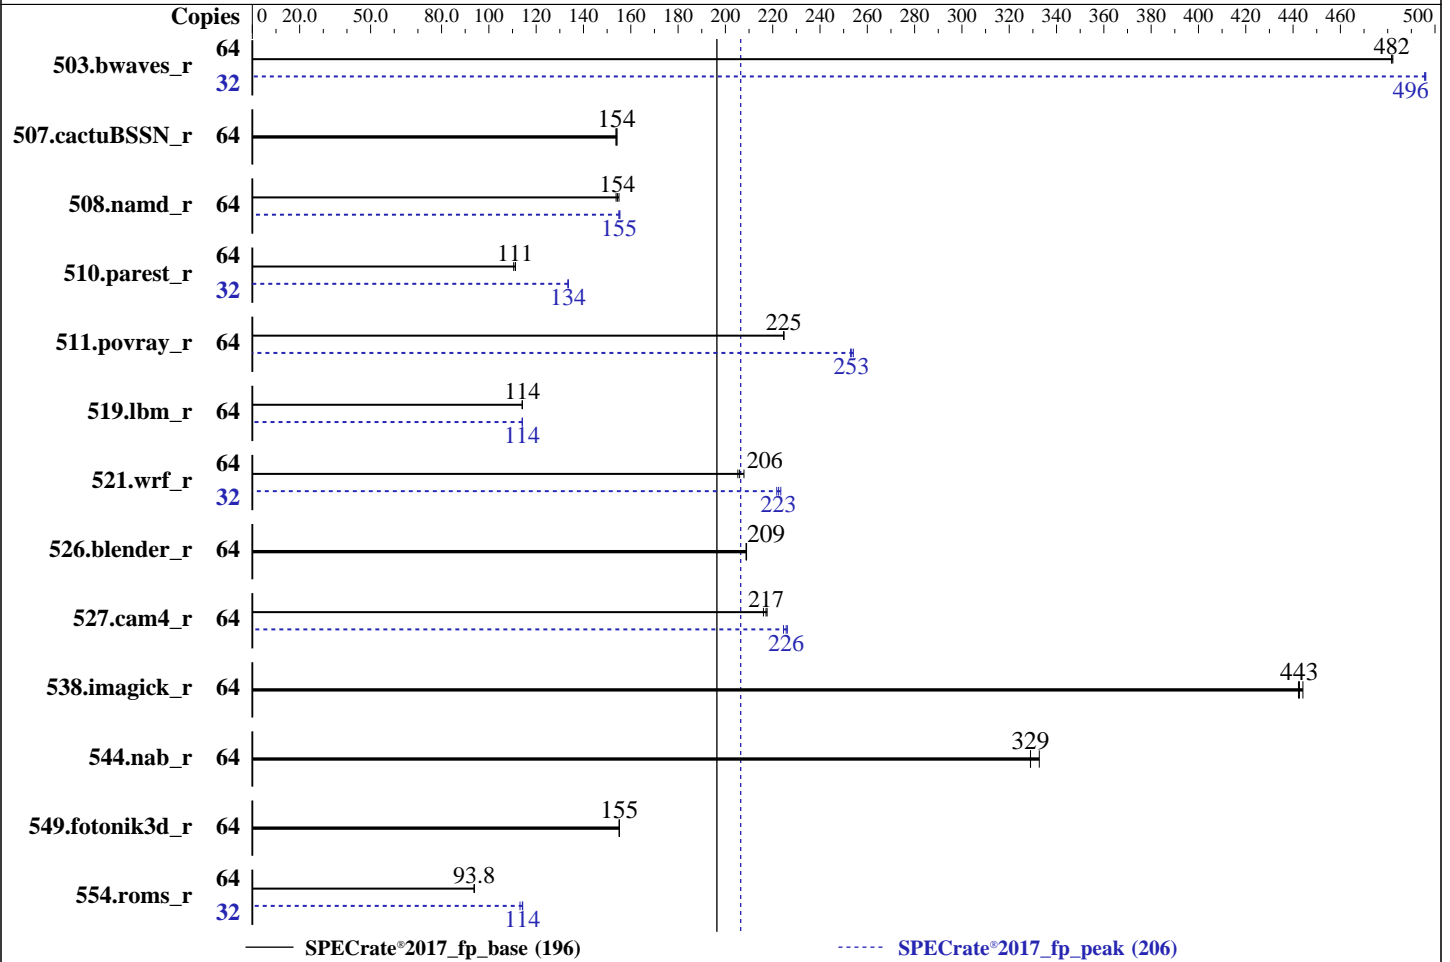 Copies 0 20.0 50.0 80.0 100 120 140 160 180 200 220 240 260 280 300 320 340 360 380 400 420 440 460 500
503.bwaves_r 64 482
32 496
507.cactuBSSN_r 64 154
508.namd_r 64 154
155
510.parest_r 64 111
32 134
511.povray_r 64 225
253
519.lbm_r 64 114
114
521.wrf_r 64 206
32 223
526.blender_r 64 209
527.cam4_r 64 217
226
538.imagick_r 64 443
544.nab_r 64 329
549.fotonik3d_r 64 155
554.roms_r 64 93.8
32 114
SPECrate®2017_fp_base (196) SPECrate®2017_fp_peak (206)